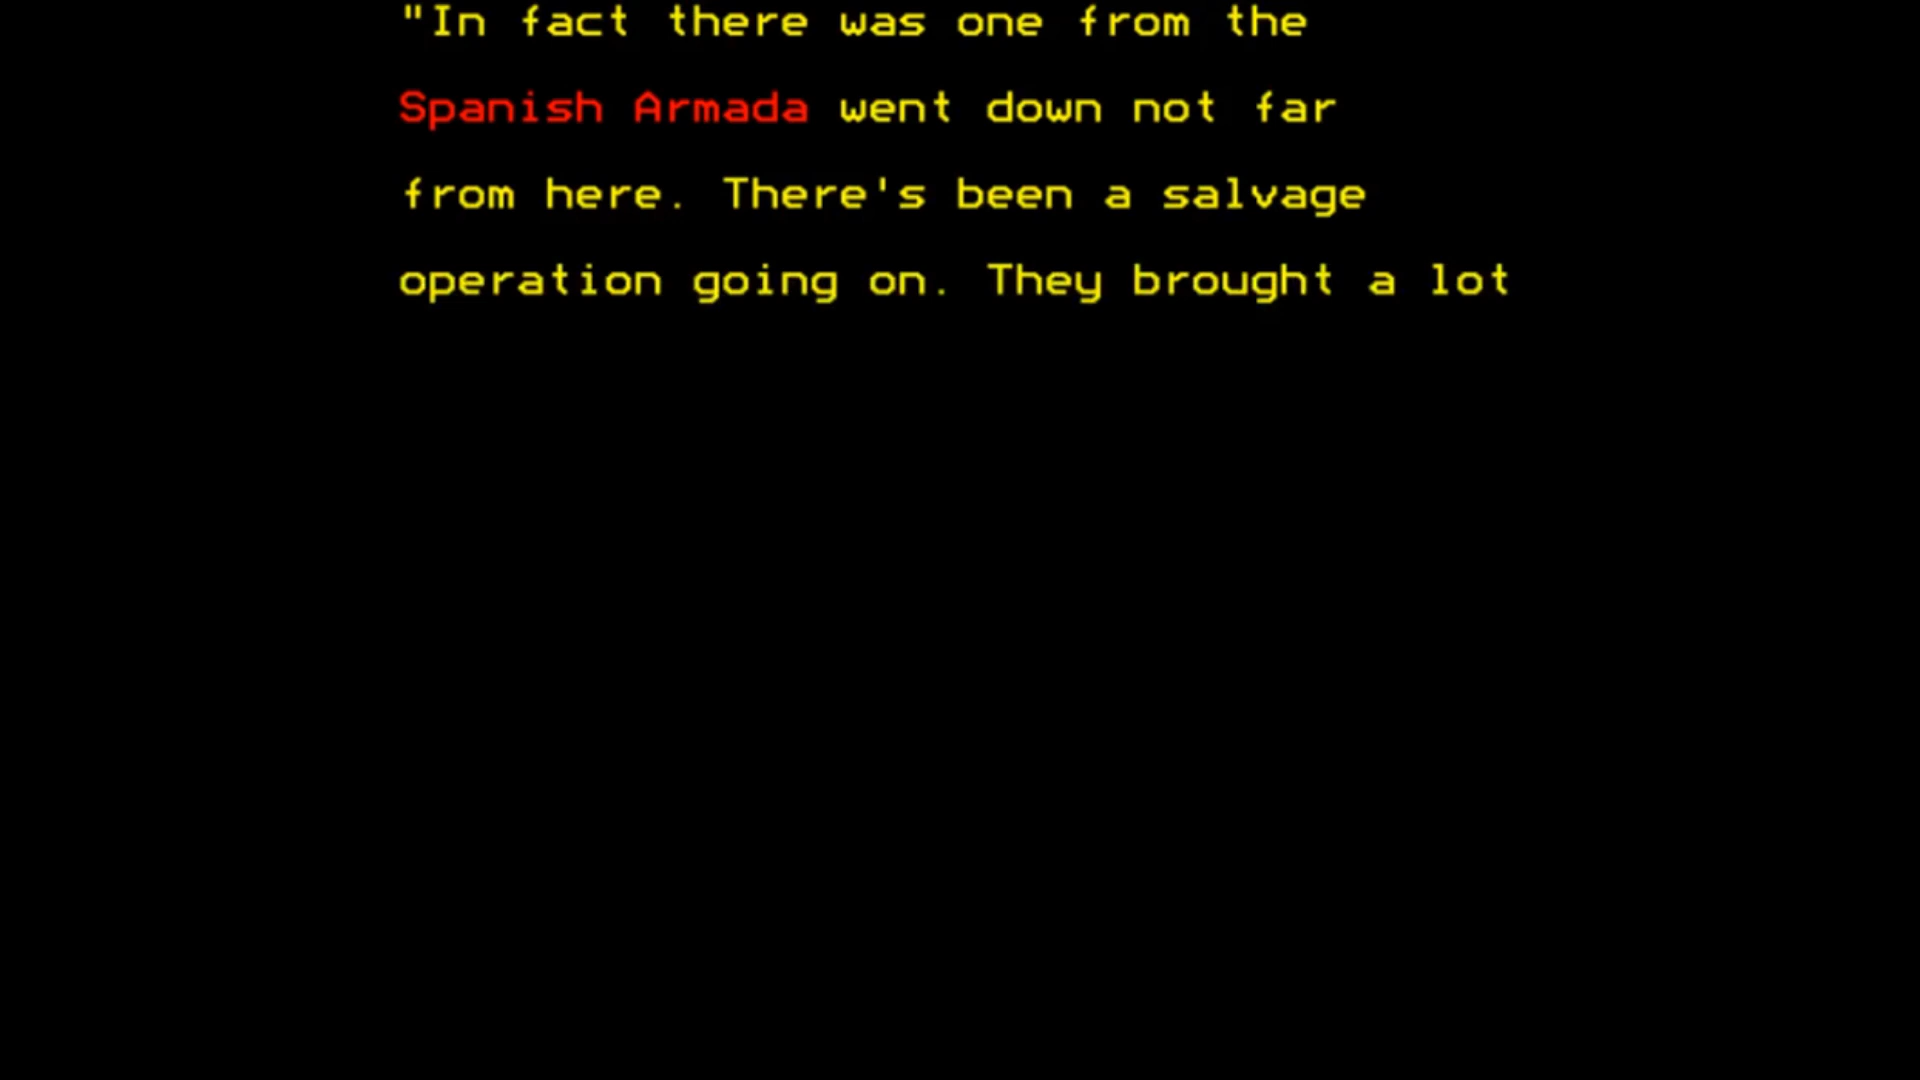 "In fact there was one from the
Spanish Armada went down not far
from here. There's been a salvage
operation going on. They brought a lot